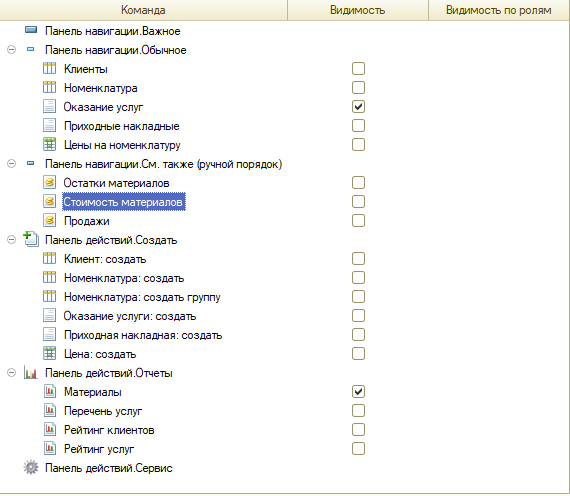 Команда Видимость Видимость по ролям
Панель навигации.Важное
Панель навигации.Обычное
Клиенты
Номенклатура
Оказание услуг
Приходные накладные
Цены на номенклатуру
Панель навигации.См. также (ручной порядок)
Остатки материалов
Стоимость материалов
Продажи
Панель действий.Создать
Клиент: создать
Номенклатура: создать
Номенклатура: создать группу
Оказание услуги: создать
Приходная накладная: создать
Цена: создать
Панель действий.Отчеты
Материалы
Перечень услуг
Рейтинг клиентов
Рейтинг услуг
Панель действий.Сервис